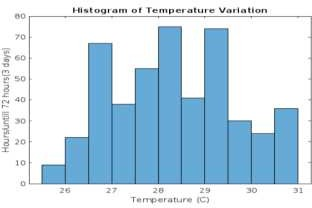 Histogram of Temperature Variation
80
70
60
50
40
30
20
10
0
Hours(untill 72 hours(3 days)
26 27 28 29 30 31
Temperature (C)